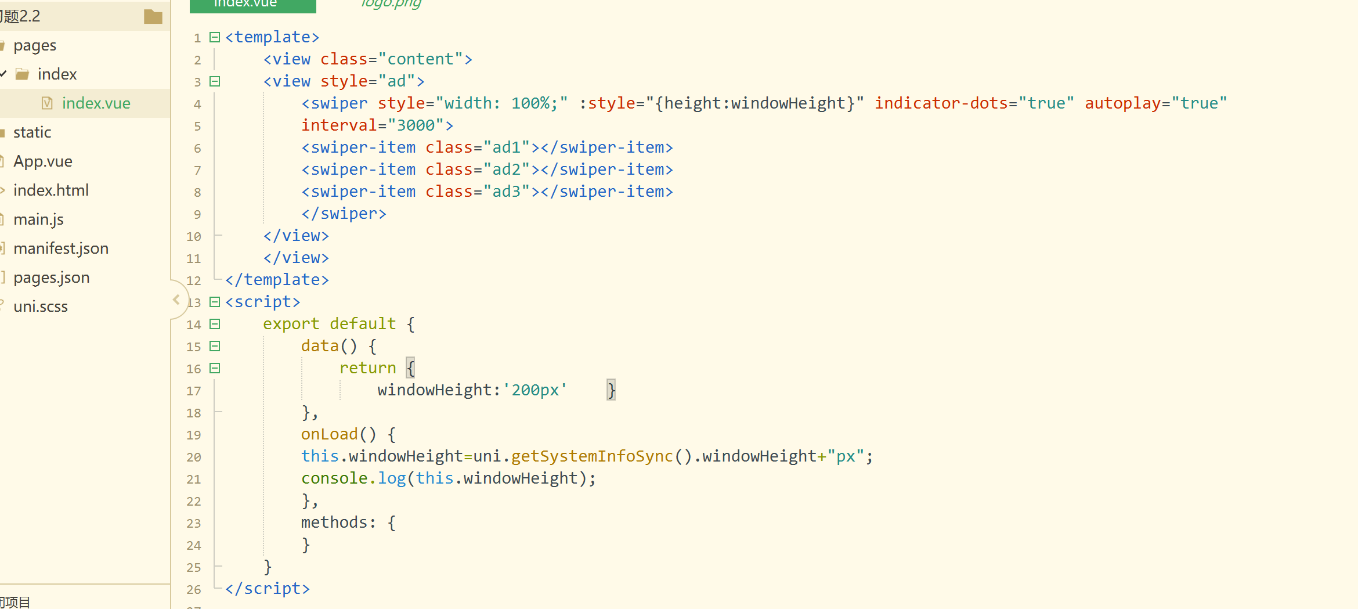 index.vue
logo.png
题2.2
pages
index
index.vue
static
App.vue
index.html
main.js
manifest.json
pages.json
uni.scss
闭项目
1 <template>
2 <view class="content">
3 <view style="ad">
4 <swiper style="width: 100%;" :style="{height:windowHeight}" indicator-dots="true" autoplay="true"
5 interval="3000">
6 <swiper-item class="ad1"></swiper-item>
7 <swiper-item class="ad2"></swiper-item>
8 <swiper-item class="ad3"></swiper-item>
9 </swiper>
10 </view>
11 </view>
12 </template>
13 <script>
14 export default {
15 data() {
16 return {
17 windowHeight:'200px' }
18 },
19 onLoad() {
20 this.windowHeight=uni.getSystemInfoSync().windowHeight+"px";
21 console.log(this.windowHeight);
22 },
23 methods: {
24 }
25 }
26 </script>